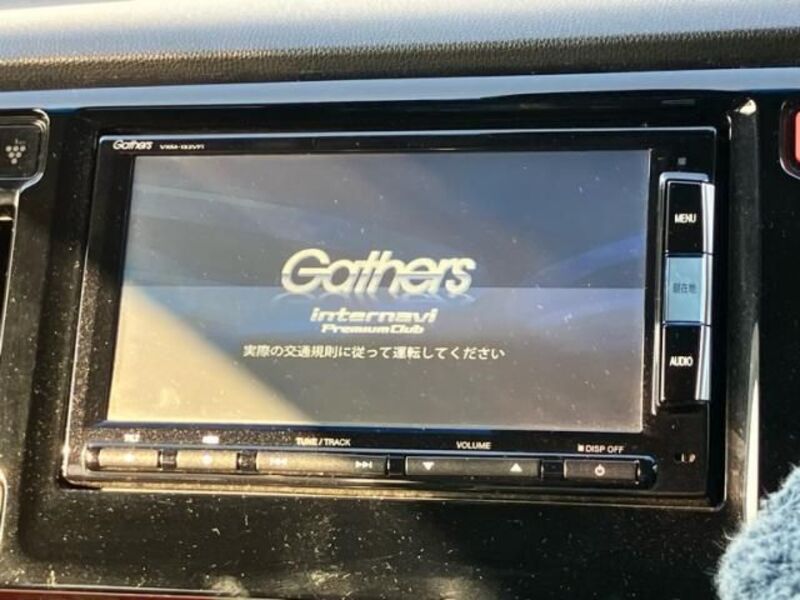 Gathers
Gathers
internavi
Premium Club
実際の交通規則に従って運転してください
MENU
現在地
AUDIO
TUNE / TRACK
VOLUME
DISP OFF